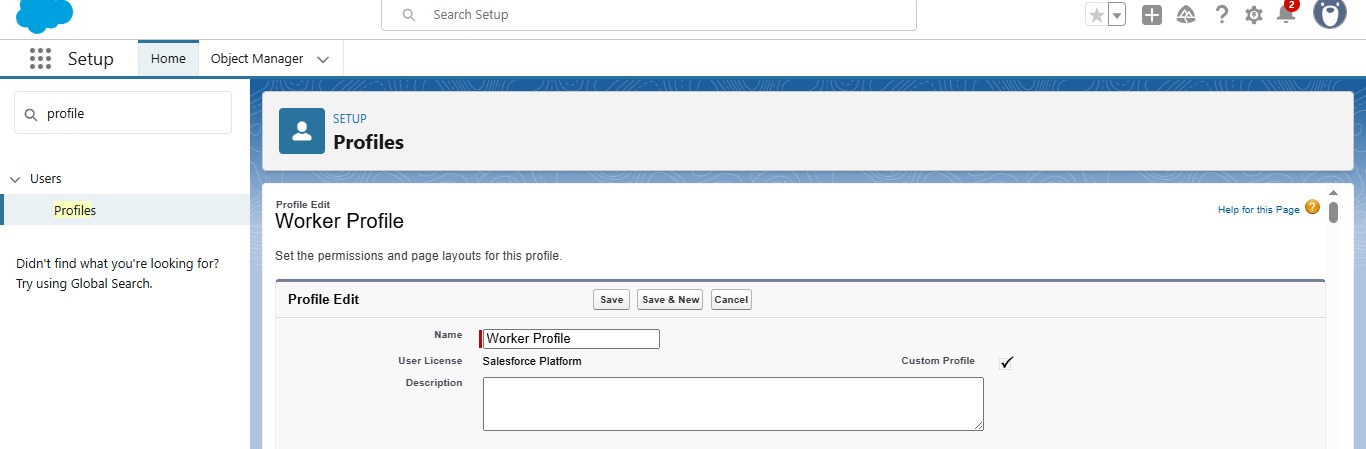 Search Setup
2
Setup
Home
Object Manager
profile
Users
Profiles
Didn't find what you're looking for?
Try using Global Search.
SETUP
Profiles
Profile Edit
Worker Profile
Help for this Page ?
Set the permissions and page layouts for this profile.
Profile Edit Save Save & New Cancel
Name Worker Profile
User License Salesforce Platform Custom Profile
Description